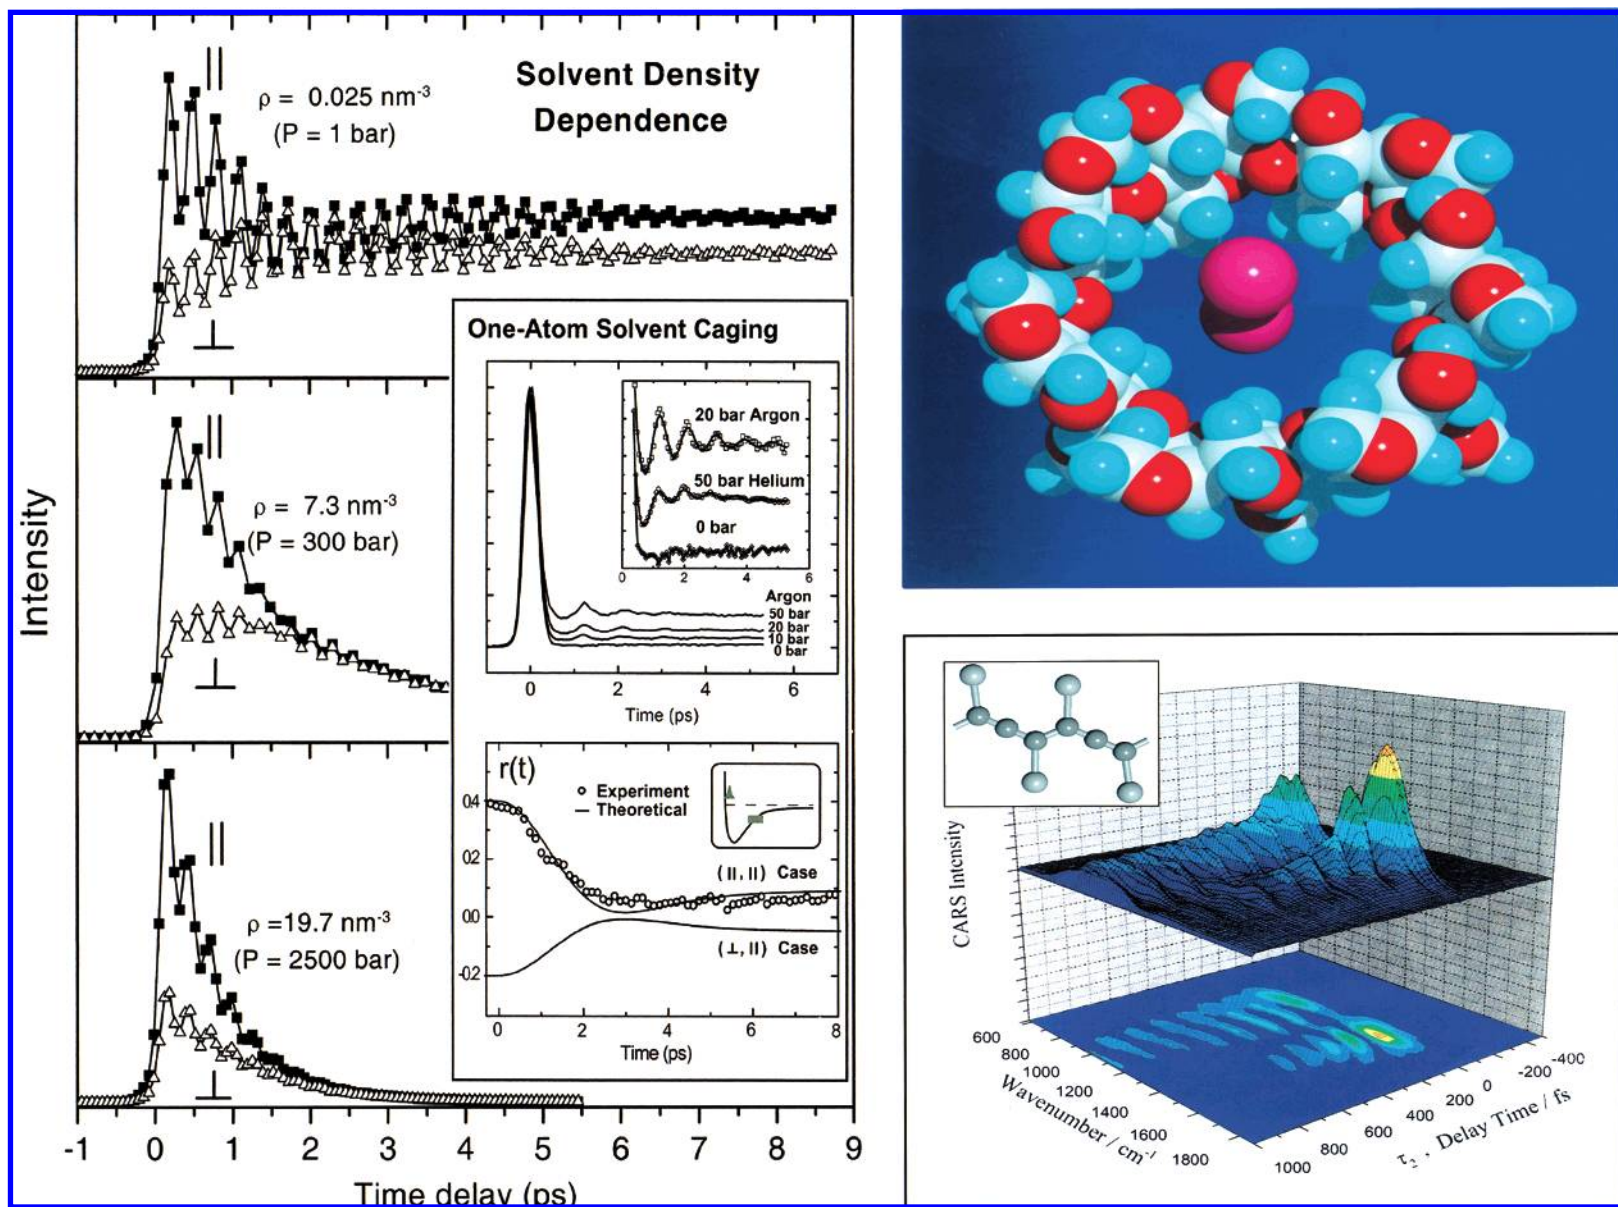 Solvent Density
Dependence
||
ρ = 0.025 nm⁻³
(P = 1 bar)
⊥
||
ρ = 7.3 nm⁻³
(P = 300 bar)
⊥
||
ρ =19.7 nm⁻³
(P = 2500 bar)
⊥
Intensity
-1 0 1 2 3 4 5 6 7 8 9
Time delay (ps)
One-Atom Solvent Caging
20 bar Argon
50 bar Helium
0 bar
0 2 4 6
Argon
50 bar
20 bar
10 bar
0 bar
0 2 4 6
Time (ps)
r(t)
Experiment
Theoretical
0.4
0.2
0.0
-0.2
(||, ||) Case
(⊥, ||) Case
0 2 4 6 8
Time (ps)
CARS Intensity
600
800
1000
1200
1400
1600
1800
Wavenumber / cm⁻¹
-400
-200
0
200
400
600
800
1000
τ₂ , Delay Time / fs